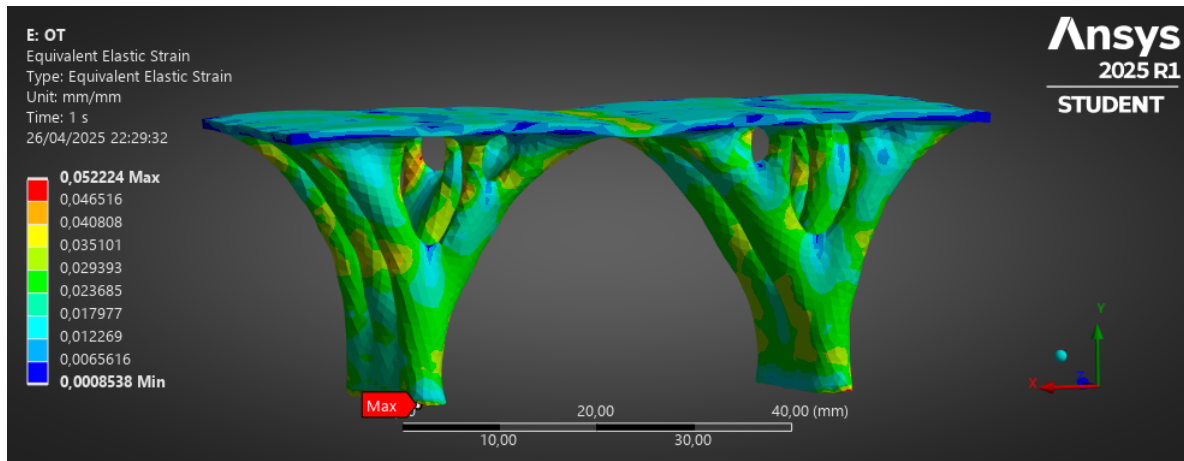 E: OT
Equivalent Elastic Strain
Type: Equivalent Elastic Strain
Unit: mm/mm
Time: 1 s
26/04/2025 22:29:32
0,052224 Max
0,046516
0,040808
0,035101
0,029393
0,023685
0,017977
0,012269
0,0065616
0,0008538 Min
Ansys
2025 R1
STUDENT
Y
X
Max
20,00
40,00 (mm)
10,00
30,00